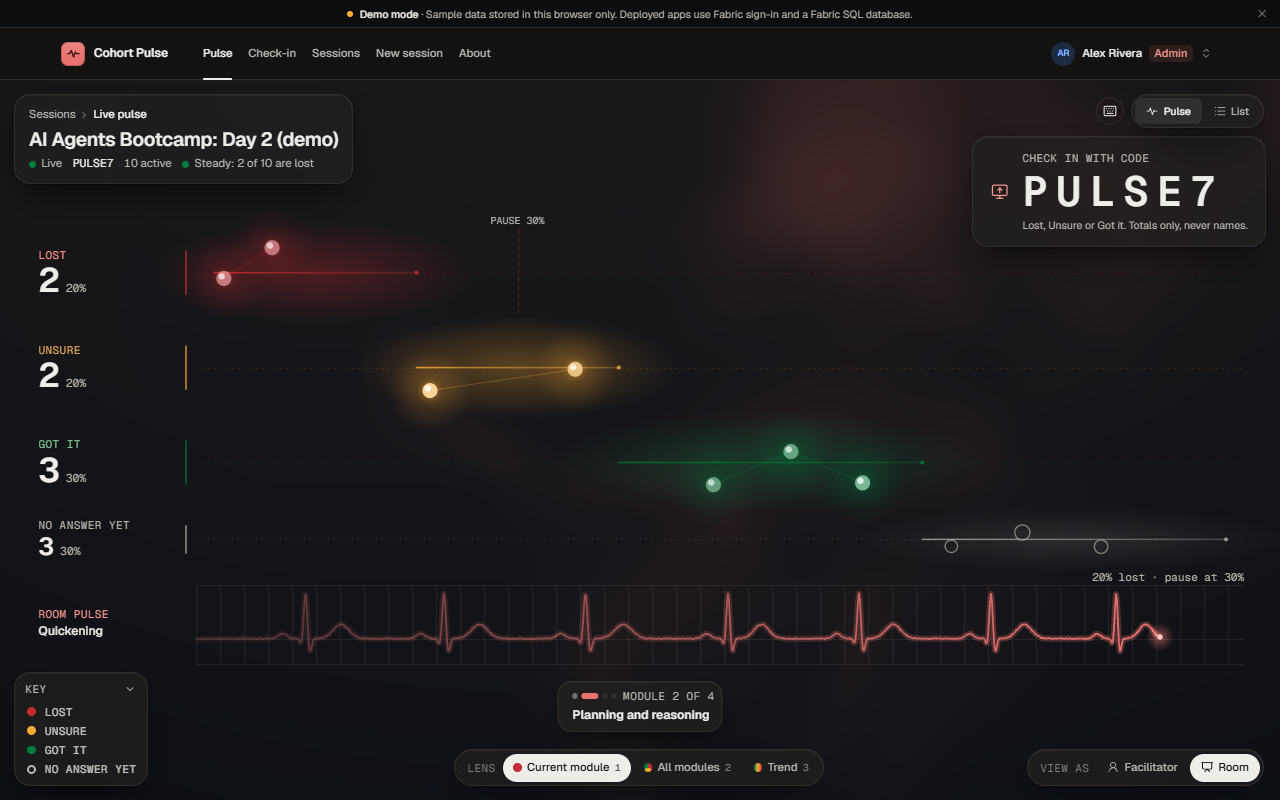 Demo mode · Sample data stored in this browser only. Deployed apps use Fabric sign-in and a Fabric SQL database.
Cohort Pulse
Pulse Check-in Sessions New session About
AR Alex Rivera Admin
Sessions › Live pulse
AI Agents Bootcamp: Day 2 (demo)
Live PULSE7 10 active Steady: 2 of 10 are lost
Pulse List
CHECK IN WITH CODE
PULSE7
Lost, Unsure or Got it. Totals only, never names.
PAUSE 30%
LOST
2 20%
UNSURE
2 20%
GOT IT
3 30%
NO ANSWER YET
3 30%
20% lost · pause at 30%
ROOM PULSE
Quickening
KEY
LOST
UNSURE
GOT IT
NO ANSWER YET
MODULE 2 OF 4
Planning and reasoning
LENS Current module 1 All modules 2 Trend 3
VIEW AS Facilitator Room